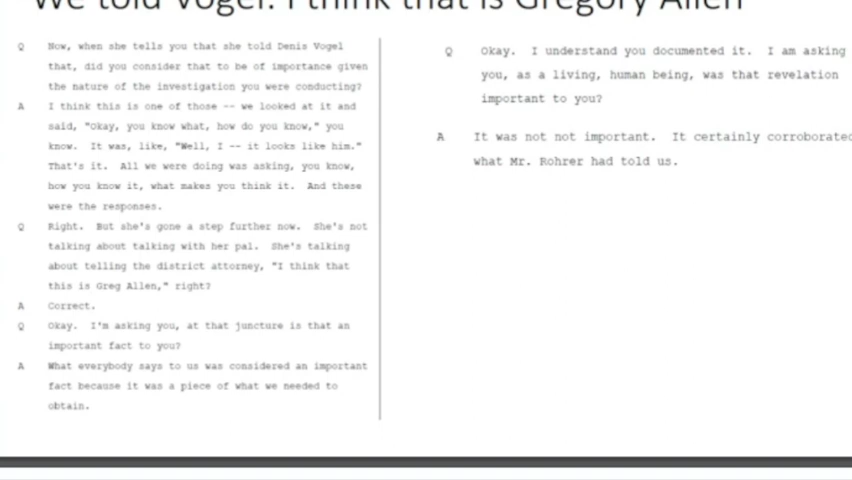 We told Vogel: I think that is Gregory Allen
Q Now, when she tells you that she told Denis Vogel
that, did you consider that to be of importance given
the nature of the investigation you were conducting?
A I think this is one of those -- we looked at it and
said, "Okay, you know what, how do you know," you
know. It was, like, "Well, I -- it looks like him."
That's it. All we were doing was asking, you know,
how you know it, what makes you think it. And these
were the responses.
Q Right. But she's gone a step further now. She's not
talking about talking with her pal. She's talking
about telling the district attorney, "I think that
this is Greg Allen," right?
A Correct.
Q Okay. I'm asking you, at that juncture is that an
important fact to you?
A What everybody says to us was considered an important
fact because it was a piece of what we needed to
obtain.
Q Okay. I understand you documented it. I am asking
you, as a living, human being, was that revelation
important to you?
A It was not not important. It certainly corroborated
what Mr. Rohrer had told us.